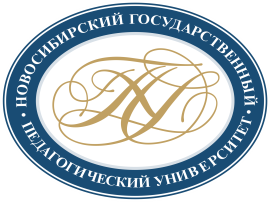 НОВОСИБИРСКИЙ ГОСУДАРСТВЕННЫЙ
ПЕДАГОГИЧЕСКИЙ УНИВЕРСИТЕТ